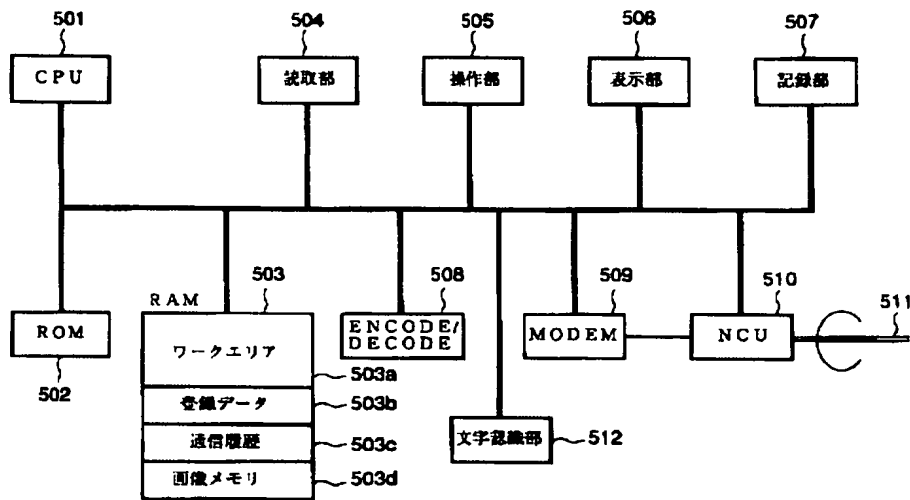 501
504
505
506
507
CPU
読取部
操作部
表示部
記録部
RAM
503
508
509
510
511
ROM
502
ワークエリア
503a
登録データ
503b
通信履歴
503c
画像メモリ
503d
ENCODE/
DECODE
MODEM
NCU
文字認識部
512